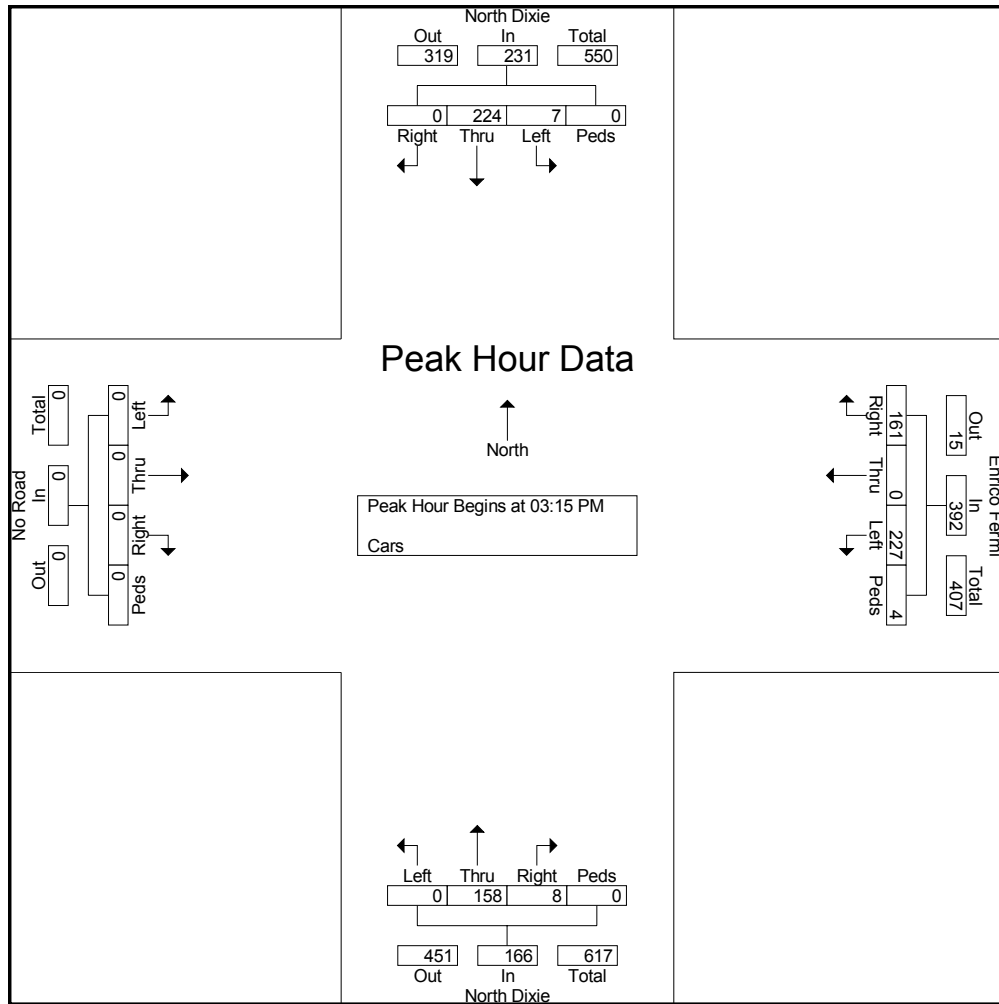 North Dixie
Out In Total
319 231 550
0 224 7 0
Right Thru Left Peds
Peak Hour Data
North
Peak Hour Begins at 03:15 PM
Cars
No Road
Total In Out
0 0 0
0 0 0 0
Left Thru Right Peds
Enrico Fermi
Out In Total
15 392 407
161 0 227 4
Right Thru Left Peds
Left Thru Right Peds
0 158 8 0
451 166 617
Out In Total
North Dixie